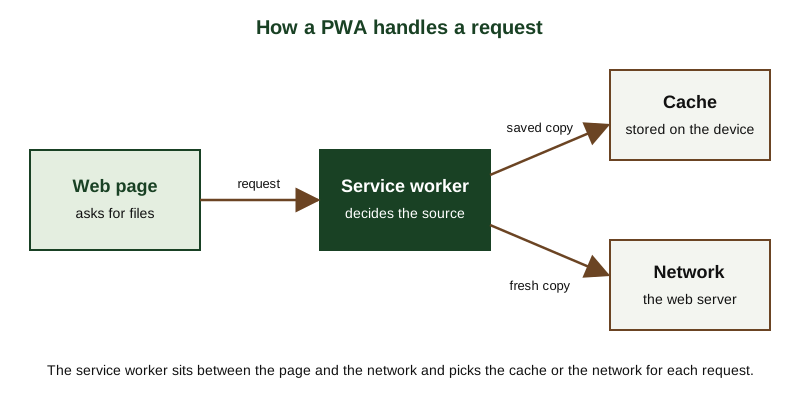 How a PWA handles a request
Web page
asks for files
request
Service worker
decides the source
saved copy
Cache
stored on the device
fresh copy
Network
the web server
The service worker sits between the page and the network and picks the cache or the network for each request.